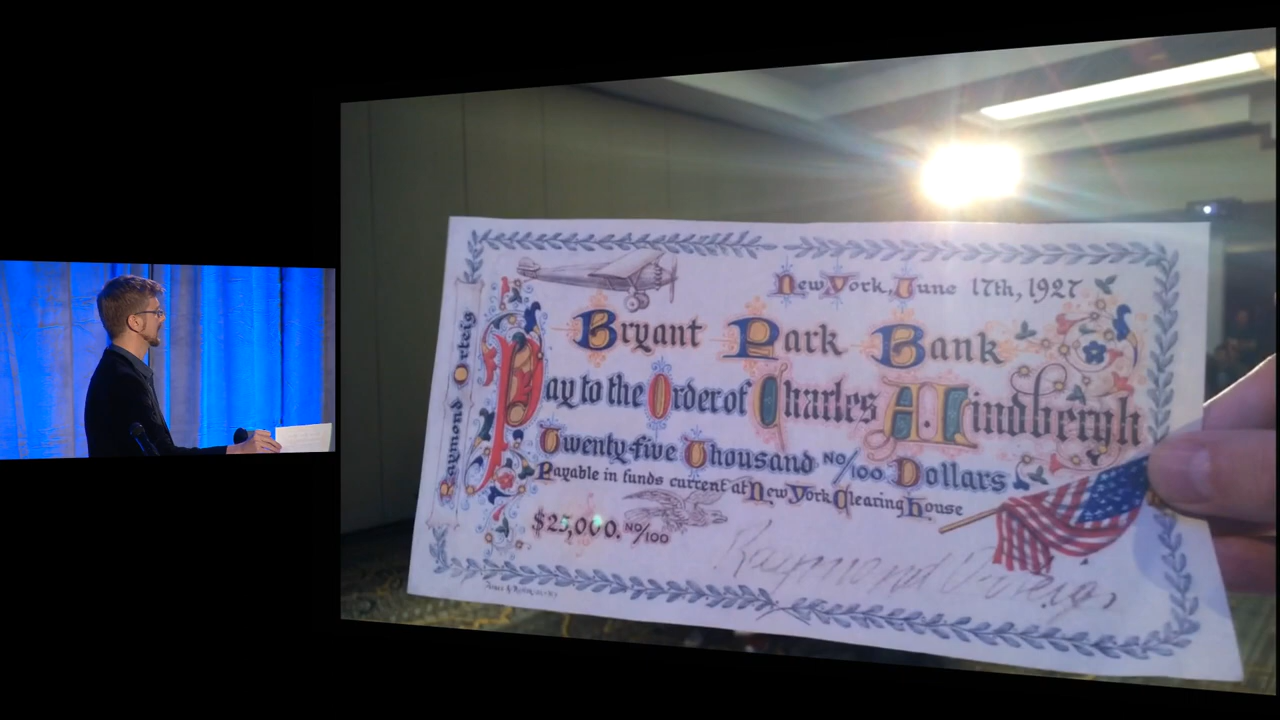 New York, June 17th, 1927
Bryant Park Bank
Raymond Orteig
Pay to the Order of Charles A. Lindbergh
Twenty-five Thousand No/100 Dollars
Payable in funds current at New York Clearing House
$25,000. No/100
Raymond Orteig